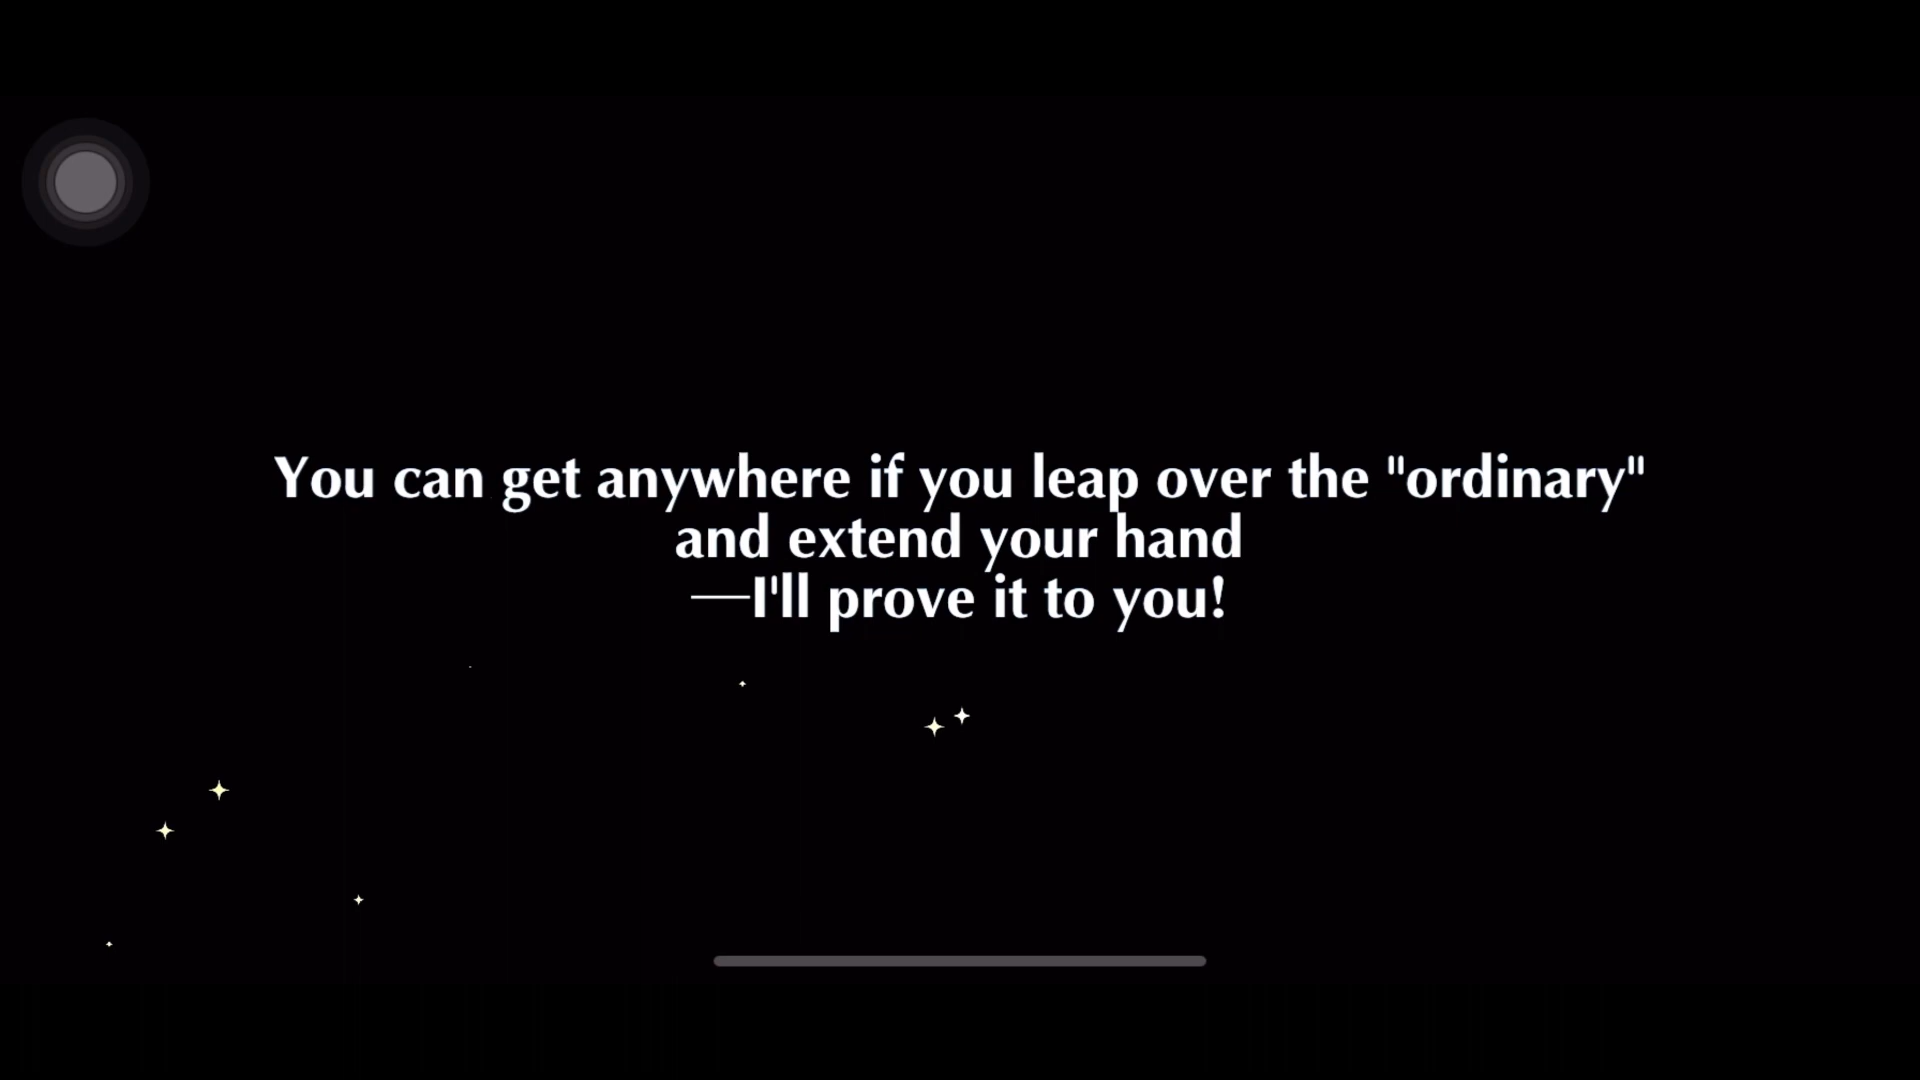 You can get anywhere if you leap over the "ordinary"
and extend your hand
—I'll prove it to you!